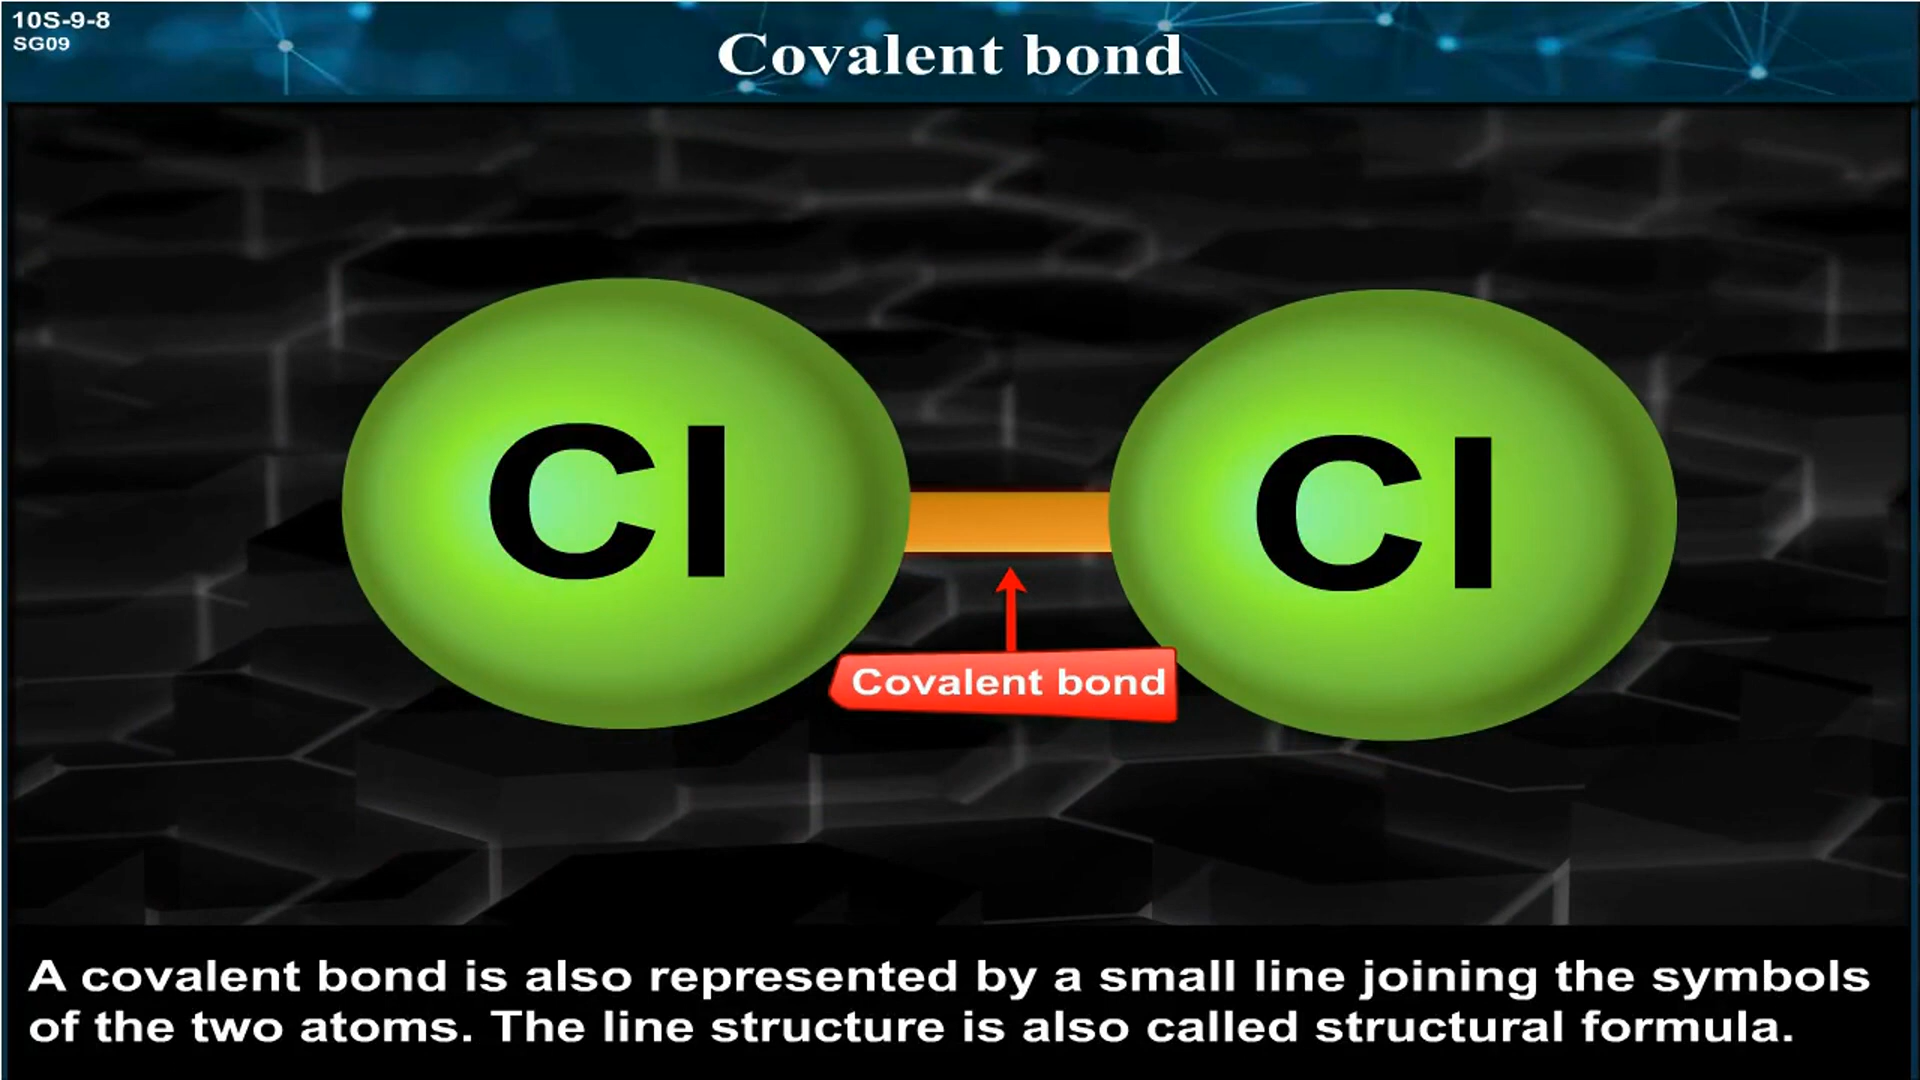 10S-9-8
SG09
Covalent bond
Cl
Cl
Covalent bond
A covalent bond is also represented by a small line joining the symbols
of the two atoms. The line structure is also called structural formula.